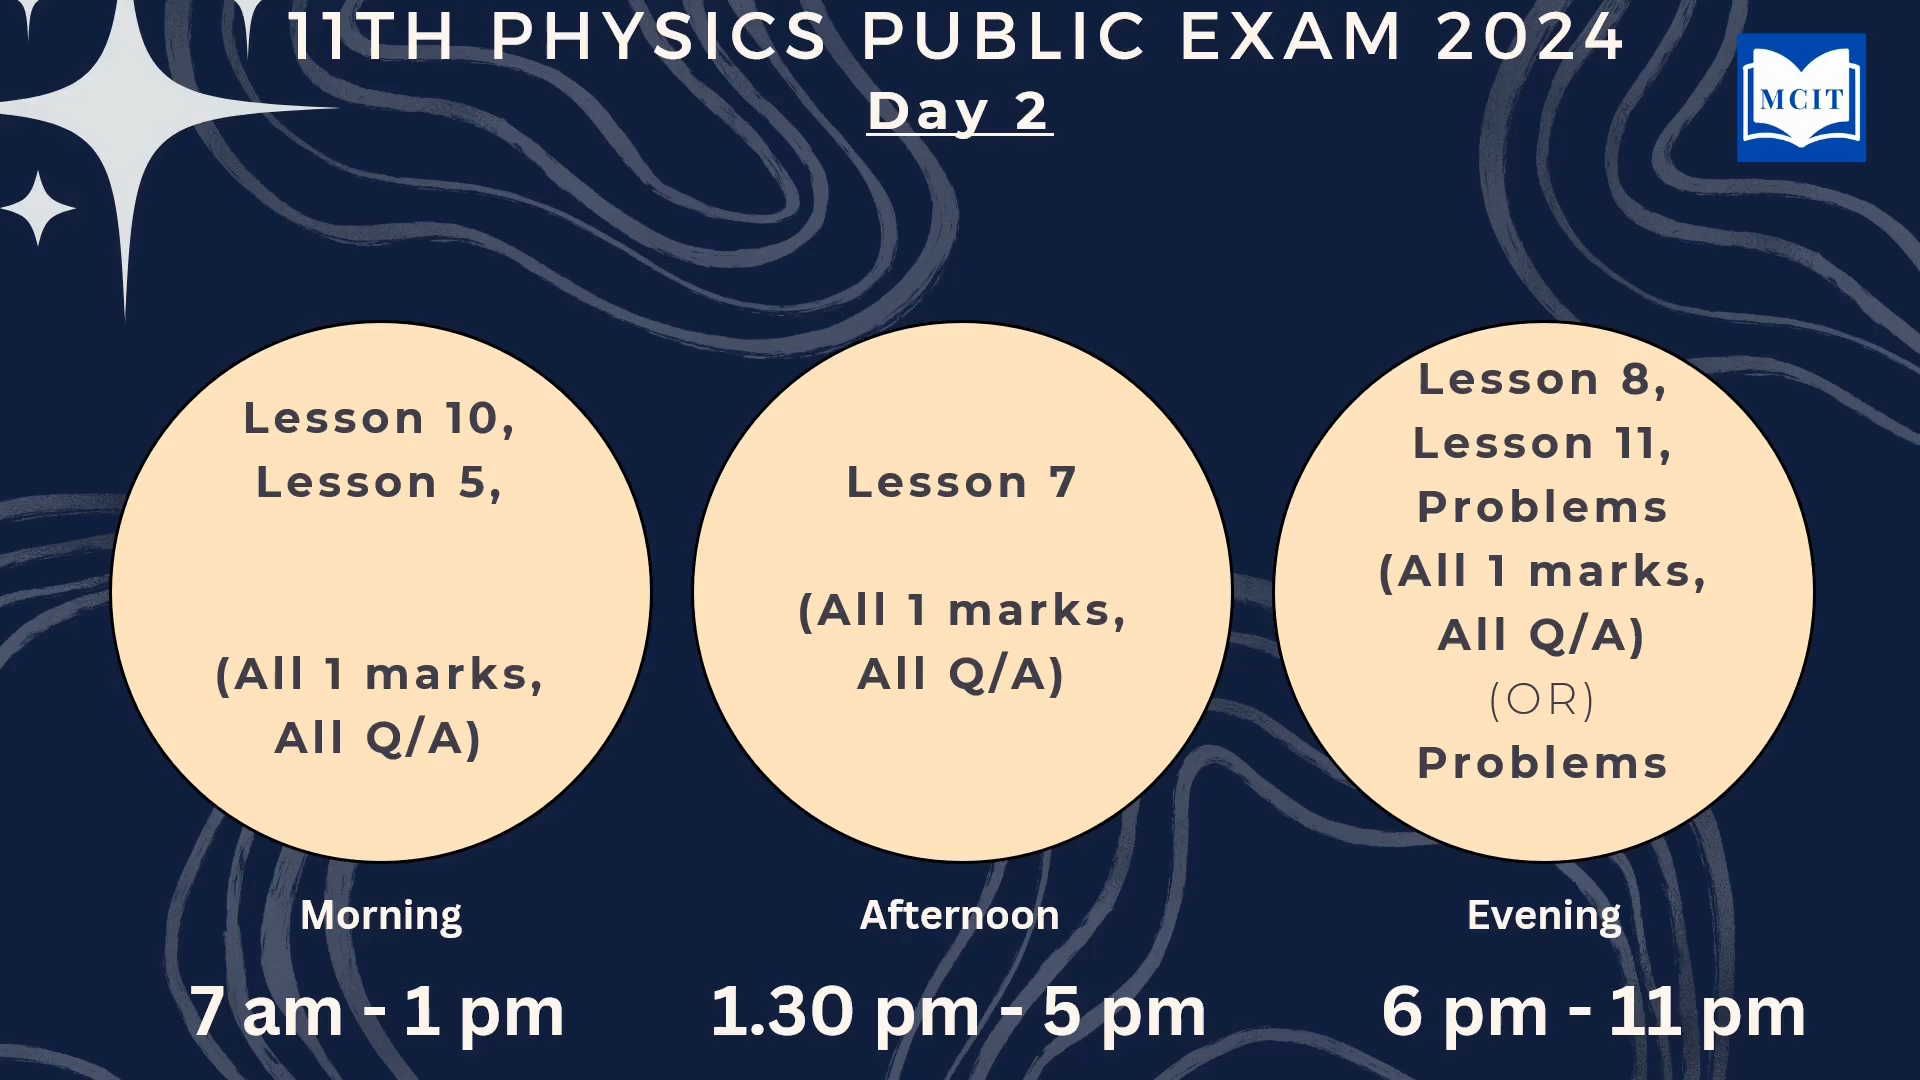 11TH PHYSICS PUBLIC EXAM 2024
Day 2
MCIT
Lesson 10,
Lesson 5,
(All 1 marks,
All Q/A)
Morning
7 am - 1 pm
Lesson 7
(All 1 marks,
All Q/A)
Afternoon
1.30 pm - 5 pm
Lesson 8,
Lesson 11,
Problems
(All 1 marks,
All Q/A)
(OR)
Problems
Evening
6 pm - 11 pm